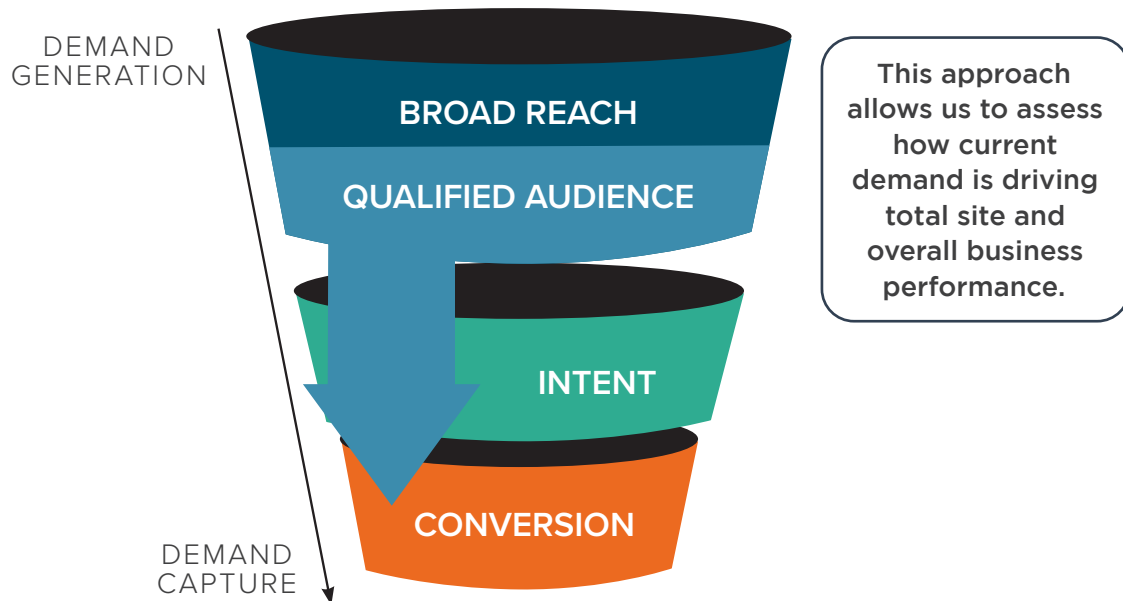 DEMAND
GENERATION
BROAD REACH
QUALIFIED AUDIENCE
INTENT
CONVERSION
DEMAND
CAPTURE
This approach
allows us to assess
how current
demand is driving
total site and
overall business
performance.